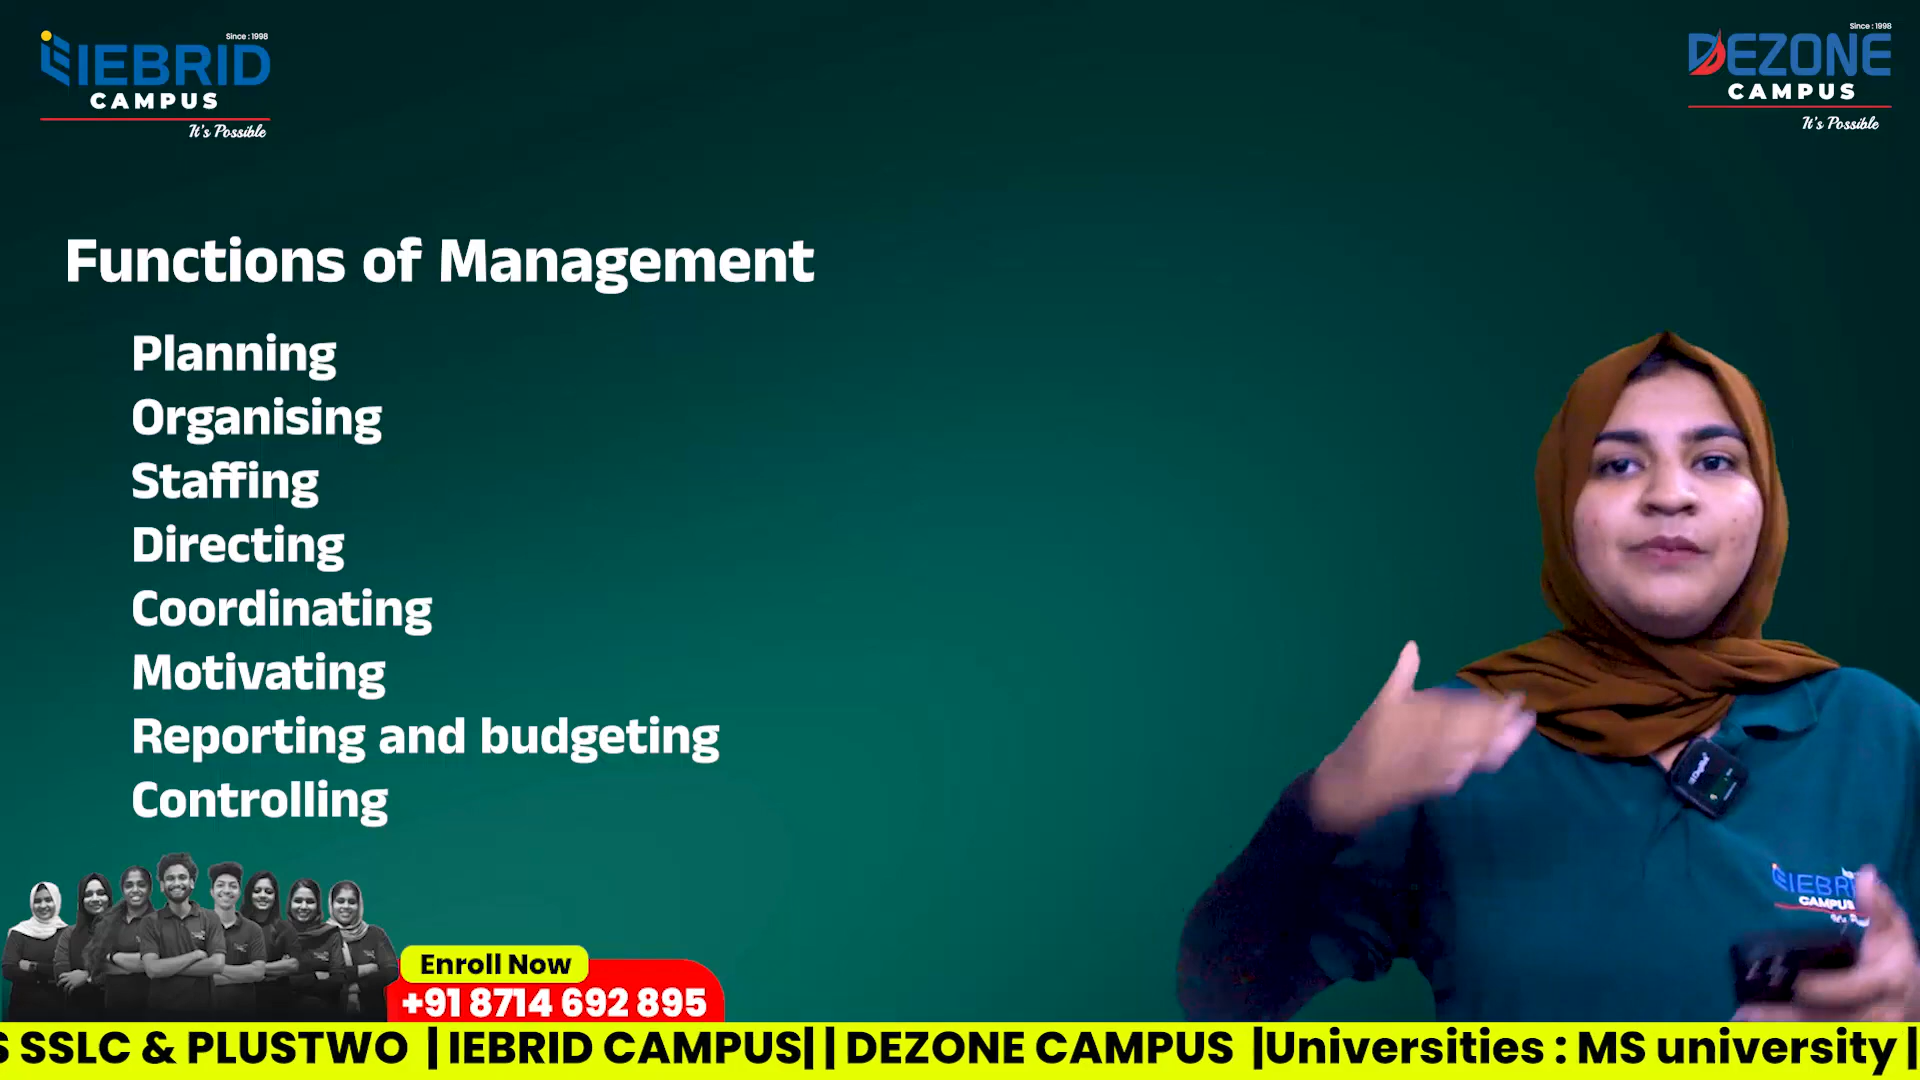 Since : 1998
IEBRID
CAMPUS
It's Possible
Since : 1998
DEZONE
CAMPUS
It's Possible
Functions of Management
Planning
Organising
Staffing
Directing
Coordinating
Motivating
Reporting and budgeting
Controlling
IEBR
CAMPUS
Enroll Now
+91 8714 692 895
S SSLC & PLUSTWO | IEBRID CAMPUS| | DEZONE CAMPUS |Universities : MS university |